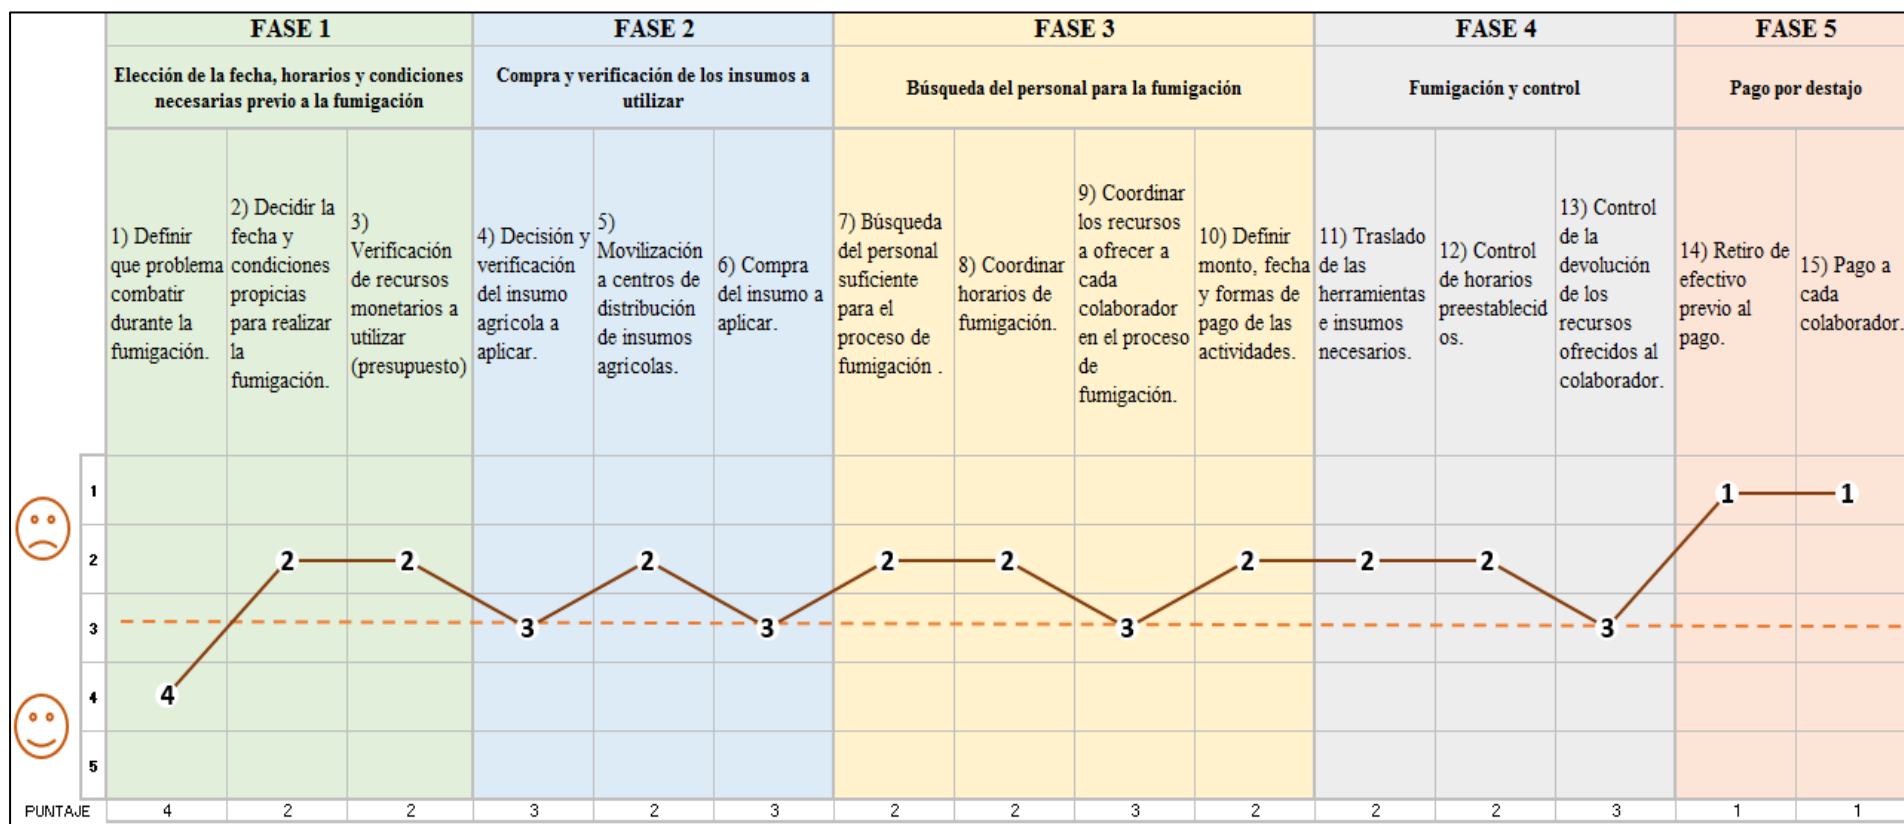 FASE 1
FASE 2
FASE 3
FASE 4
FASE 5
Elección de la fecha, horarios y condiciones
necesarias previo a la fumigación
Compra y verificación de los insumos a
utilizar
Búsqueda del personal para la fumigación
Fumigación y control
Pago por destajo
1) Definir
que problema
combatir
durante la
fumigación.
2) Decidir la
fecha y
condiciones
propicias
para realizar
la
fumigación.
3)
Verificación
de recursos
monetarios a
utilizar
(presupuesto)
4) Decisión y
verificación
del insumo
agrícola a
aplicar.
5)
Movilización
a centros de
distribución
de insumos
agrícolas.
6) Compra
del insumo a
aplicar.
7) Búsqueda
del personal
suficiente
para el
proceso de
fumigación .
8) Coordinar
horarios de
fumigación.
9) Coordinar
los recursos
a ofrecer a
cada
colaborador
en el proceso
de
fumigación.
10) Definir
monto, fecha
y formas de
pago de las
actividades.
11) Traslado
de las
herramientas
e insumos
necesarios.
12) Control
de horarios
preestablecid
os.
13) Control
de la
devolución
de los
recursos
ofrecidos al
colaborador.
14) Retiro de
efectivo
previo al
pago.
15) Pago a
cada
colaborador.
1 1 1
2 2 2 2 2 2 2 2 2
3 3 3 3 3
4 4
5
PUNTAJE 4 2 2 3 2 3 2 2 3 2 2 2 3 1 1